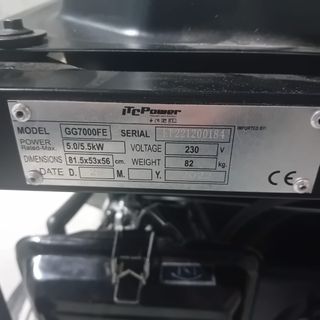 iTCPower
MODEL GG7000FE SERIAL IT221200184 IMPORTED BY:
POWER Rated-Max. 5.0/5.5kW VOLTAGE 230 V
DIMENSIONS 81.5x53x56 cm. WEIGHT 82 kg.
DATE D. M. Y. CE